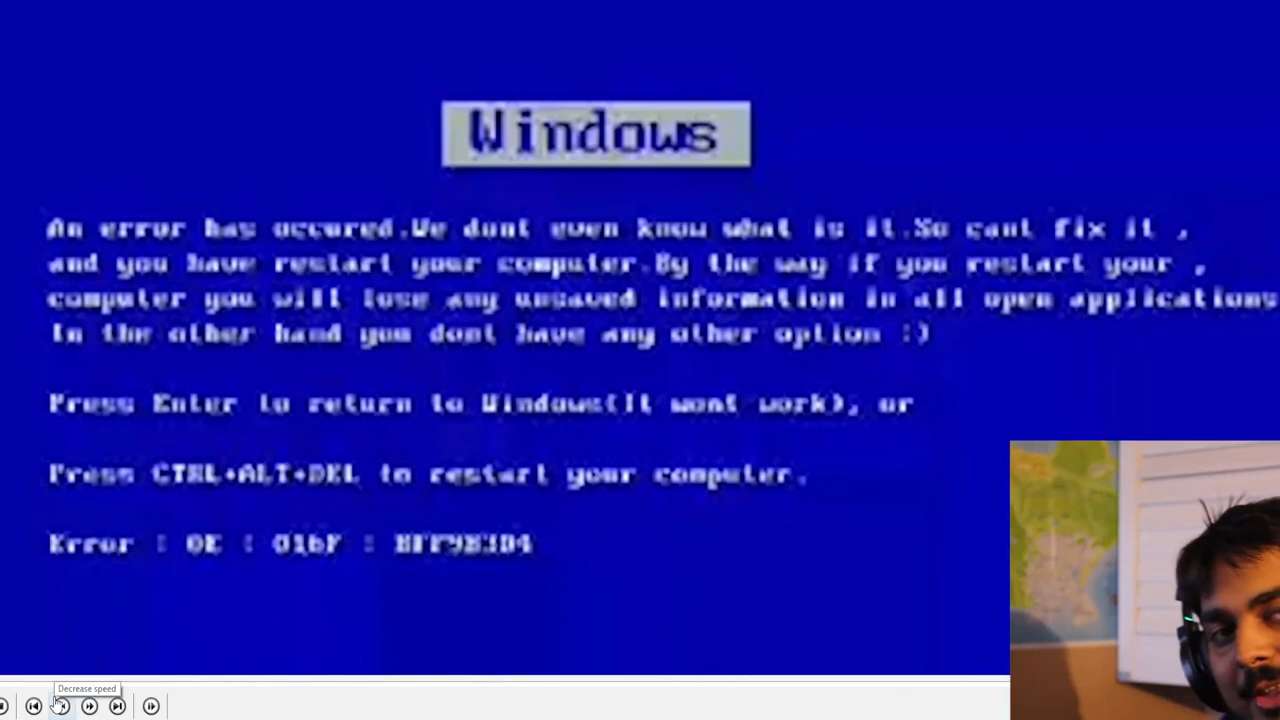 Windows
An error has occured.We dont even know what is it.So cant fix it ,
and you have restart your computer.By the way if you restart your ,
computer you will lose any unsaved information in all open applications
In the other hand you dont have any other option :)
Press Enter to return to Windows(It wont work), or
Press CTRL+ALT+DEL to restart your computer.
Error : 0E : 016F : BFF9B3D4
Decrease speed